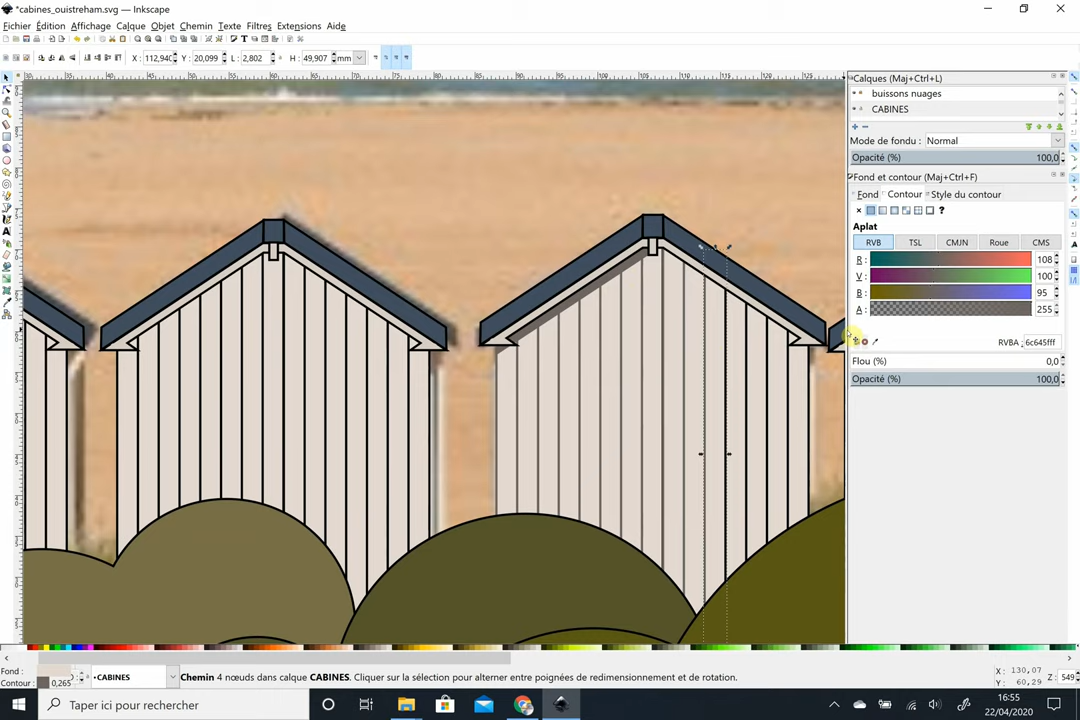 *cabines_ouistreham.svg — Inkscape
Fichier Édition Affichage Calque Objet Chemin Texte Filtres Extensions Aide
X : 112,940 Y : 20,099 L : 2,802 H : 49,907 mm
Calques (Maj+Ctrl+L)
buissons nuages
CABINES
Mode de fondu : Normal
Opacité (%) 100,0
Fond et contour (Maj+Ctrl+F)
Fond Contour Style du contour
?
Aplat
RVB TSL CMJN Roue CMS
R : 108
V : 100
B : 95
A : 255
RVBA : 6c645fff
Flou (%) 0,0
Opacité (%) 100,0
Fond :
Contour : 0,265
•CABINES
Chemin 4 nœuds dans calque CABINES. Cliquer sur la sélection pour alterner entre poignées de redimensionnement et de rotation.
X : 130,07
Y : 60,29
Z : 549
Taper ici pour rechercher
16:55
22/04/2020